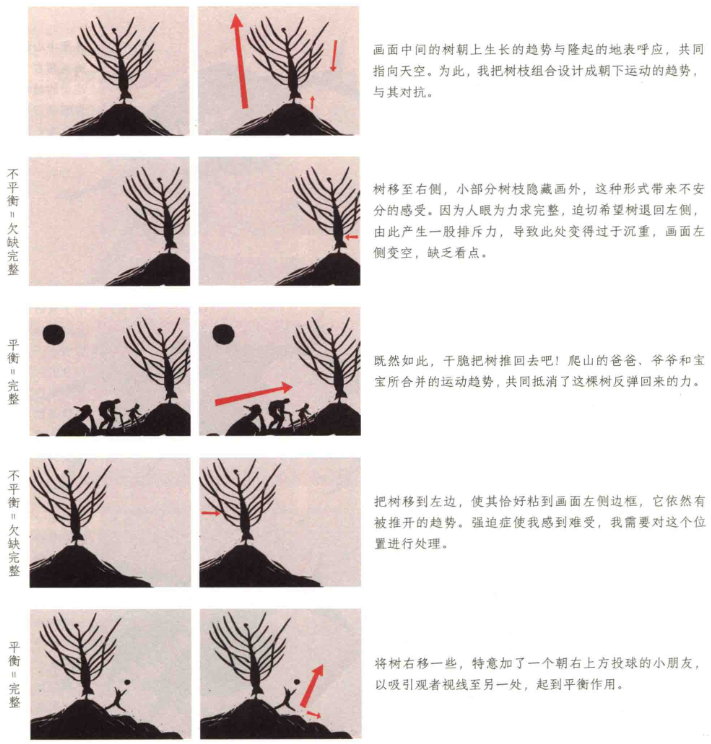 画面中间的树朝上生长的趋势与隆起的地表呼应，共同
指向天空。为此，我把树枝组合设计成朝下运动的趋势，
与其对抗。
不平衡=欠缺完整
树移至右侧，小部分树枝隐藏画外，这种形式带来不安
分的感受。因为人眼为力求完整，迫切希望树退回左侧，
由此产生一股排斥力，导致此处变得过于沉重，画面左
侧变空，缺乏看点。
平衡=完整
既然如此，干脆把树推回去吧！爬山的爸爸、爷爷和宝
宝所合并的运动趋势，共同抵消了这棵树反弹回来的力。
不平衡=欠缺完整
把树移到左边，使其恰好粘到画面左侧边框，它依然有
被推开的趋势。强迫症使我感到难受，我需要对这个位
置进行处理。
平衡=完整
将树右移一些，特意加了一个朝右上方投球的小朋友，
以吸引观者视线至另一处，起到平衡作用。